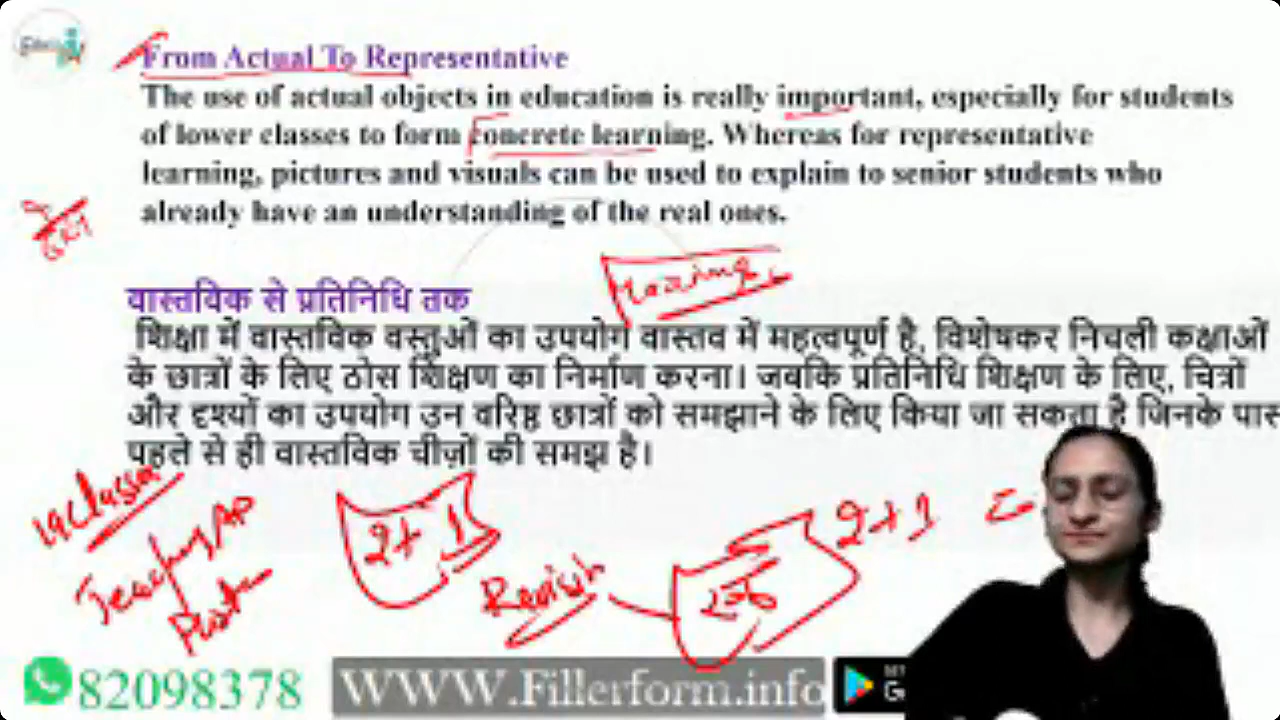 From Actual To Representative
The use of actual objects in education is really important, especially for students
of lower classes to form concrete learning. Whereas for representative
learning, pictures and visuals can be used to explain to senior students who
already have an understanding of the real ones.
वास्तविक से प्रतिनिधि तक
शिक्षा में वास्तविक वस्तुओं का उपयोग वास्तव में महत्वपूर्ण है, विशेषकर निचली कक्षाओं
के छात्रों के लिए ठोस शिक्षण का निर्माण करना। जबकि प्रतिनिधि शिक्षण के लिए, चित्रों
और दृश्यों का उपयोग उन वरिष्ठ छात्रों को समझाने के लिए किया जा सकता है जिनके पास
पहले से ही वास्तविक चीज़ों की समझ है।
2+1
2+1
82098378
WWW.Fillerform.info